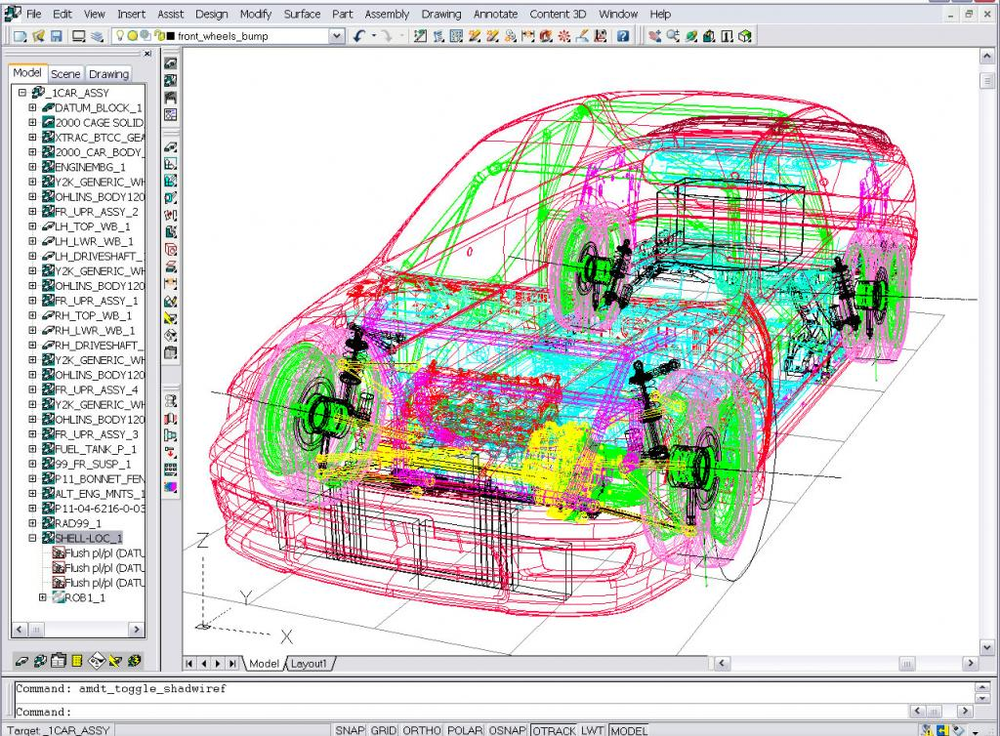 File Edit View Insert Assist Design Modify Surface Part Assembly Drawing Annotate Content 3D Window Help
front_wheels_bump
Model Scene Drawing
_1CAR_ASSY
DATUM_BLOCK_1
2000 CAGE SOLID
XTRAC_BTCC_GEA
2000_CAR_BODY_
ENGINEMBG_1
Y2K_GENERIC_WH
OHLINS_BODY120
FR_UPR_ASSY_2
LH_TOP_WB_1
LH_LWR_WB_1
LH_DRIVESHAFT_
Y2K_GENERIC_WH
OHLINS_BODY120
FR_UPR_ASSY_1
RH_TOP_WB_1
RH_LWR_WB_1
RH_DRIVESHAFT_
Y2K_GENERIC_WH
OHLINS_BODY120
FR_UPR_ASSY_4
Y2K_GENERIC_WH
OHLINS_BODY120
FR_UPR_ASSY_3
FUEL_TANK_P_1
99_FR_SUSP_1
P11_BONNET_FEN
ALT_ENG_MNTS_1
P11-04-6216-0-03
RAD99_1
SHELL-LOC_1
Flush pl/pl (DATU
Flush pl/pl (DATU
Flush pl/pl (DATU
ROB1_1
Z
Y
X
Model Layout1
Command: amdt_toggle_shadwiref
Command:
Target _1CAR_ASSY SNAP GRID ORTHO POLAR OSNAP OTRACK LWT MODEL